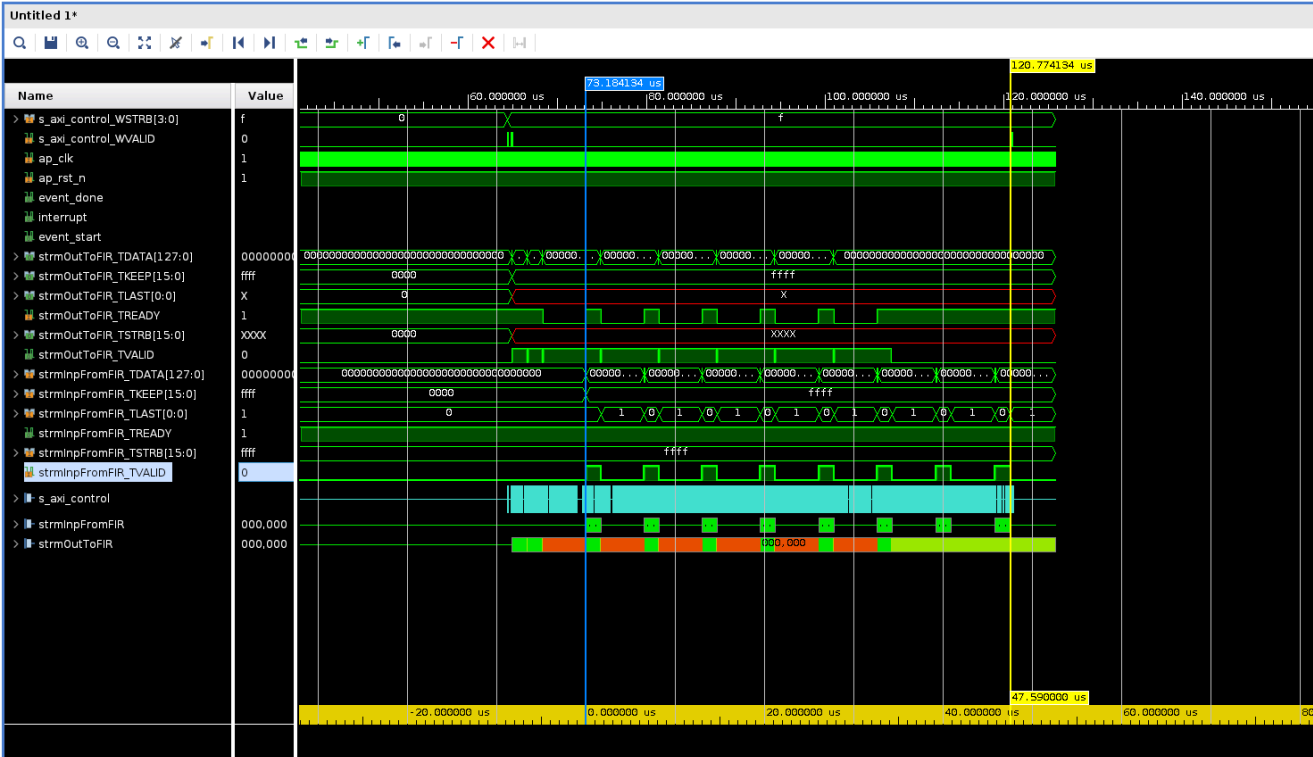 Untitled 1*
120.774134 us
73.184134 us
Name Value
60.000000 us 80.000000 us 100.000000 us 120.000000 us 140.000000 us
s_axi_control_WSTRB[3:0] f 0 f
s_axi_control_WVALID 0
ap_clk 1
ap_rst_n 1
event_done
interrupt
event_start
strmOutToFIR_TDATA[127:0] 00000000 00000000000000000000000000000000 . . 00000... 00000... 00000... 00000... 00000... 00000000000000000000000000000000
strmOutToFIR_TKEEP[15:0] ffff 0000 ffff
strmOutToFIR_TLAST[0:0] X 0 X
strmOutToFIR_TREADY 1
strmOutToFIR_TSTRB[15:0] XXXX 0000 XXXX
strmOutToFIR_TVALID 0
strmInpFromFIR_TDATA[127:0] 00000000 00000000000000000000000000000000 00000... 00000... 00000... 00000... 00000... 00000... 00000... 00000...
strmInpFromFIR_TKEEP[15:0] ffff 0000 ffff
strmInpFromFIR_TLAST[0:0] 1 0 1 0 1 0 1 0 1 0 1 0 1 0 1 0 1
strmInpFromFIR_TREADY 1
strmInpFromFIR_TSTRB[15:0] ffff ffff
strmInpFromFIR_TVALID 0
s_axi_control
strmInpFromFIR 000,000
strmOutToFIR 000,000 000,000
47.590000 us
-20.000000 us 0.000000 us 20.000000 us 40.000000 us 60.000000 us 80